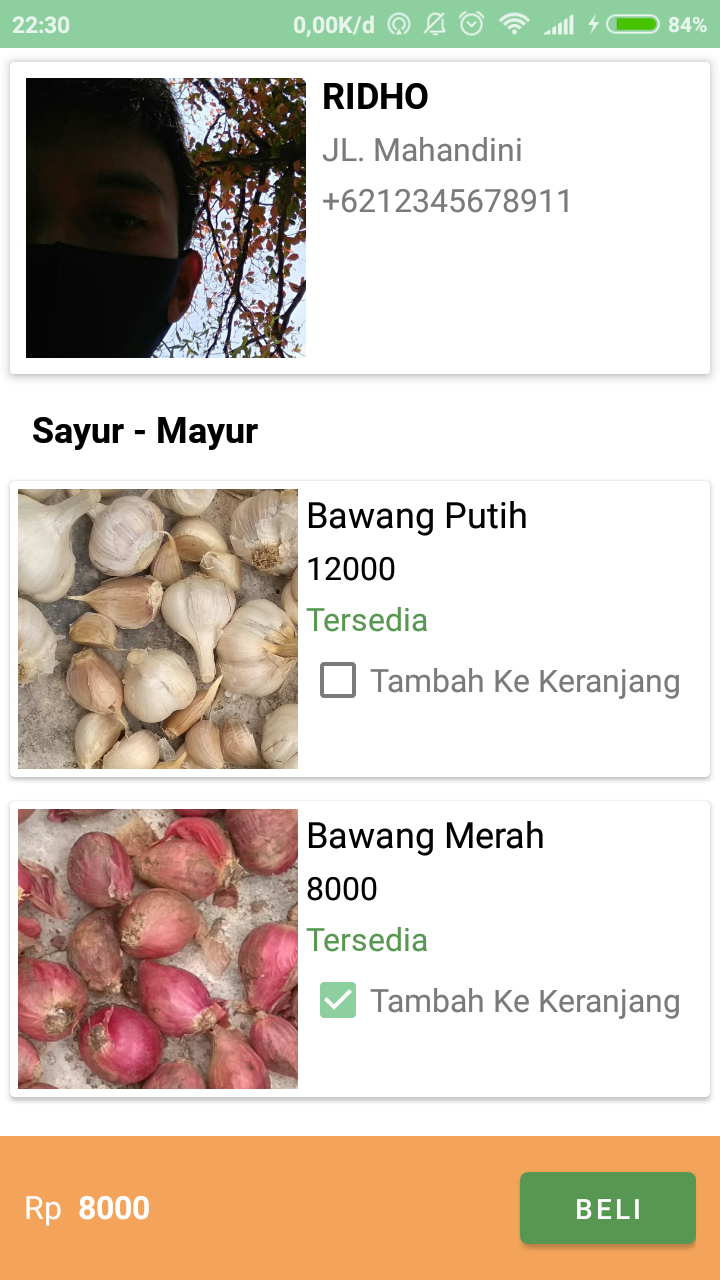 22:30 0,00K/d 84%
RIDHO
JL. Mahandini
+6212345678911
Sayur - Mayur
Bawang Putih
12000
Tersedia
Tambah Ke Keranjang
Bawang Merah
8000
Tersedia
Tambah Ke Keranjang
Rp 8000
BELI